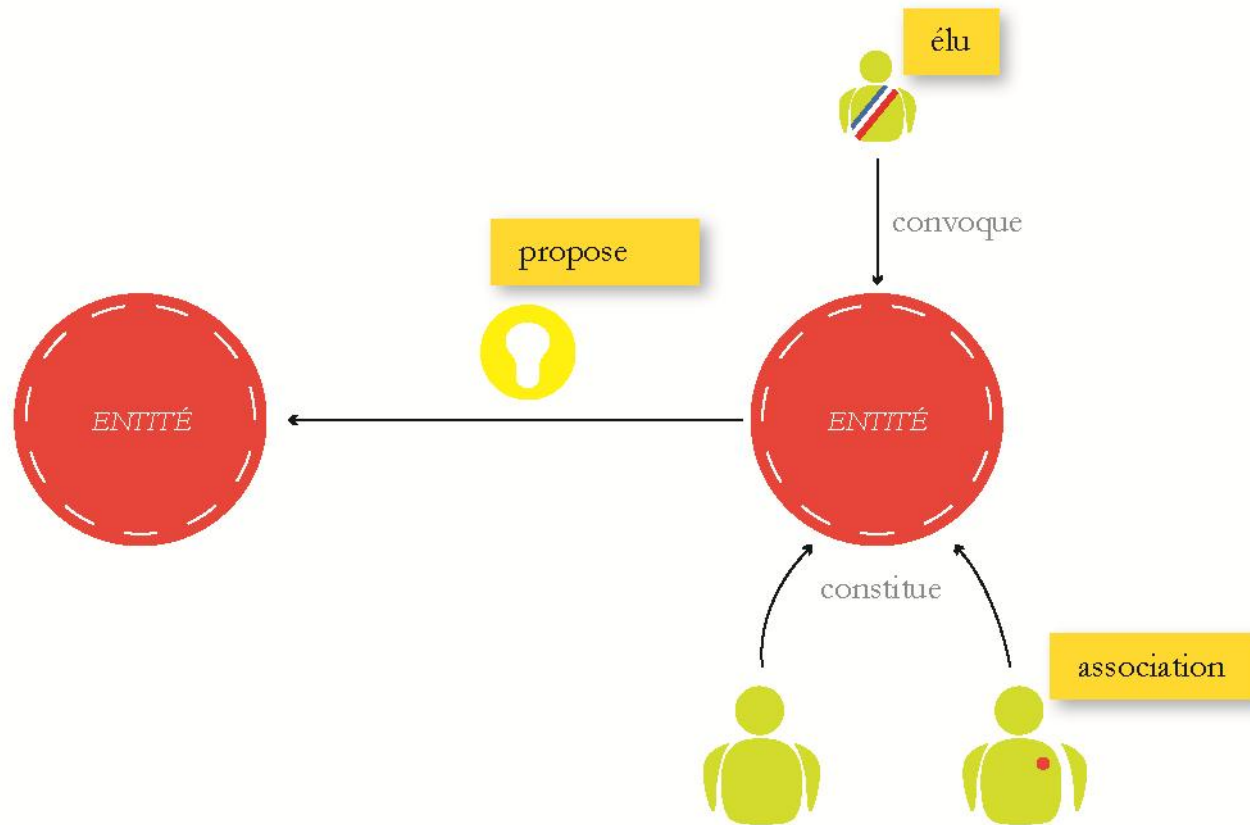 élu
convoque
propose
ENTITÉ
ENTITÉ
constitue
association